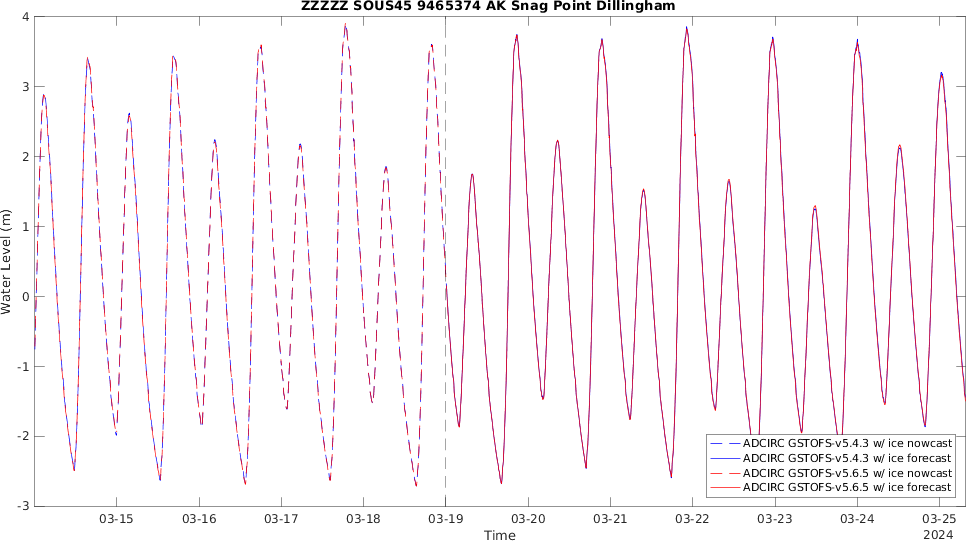 ZZZZZ SOUS45 9465374 AK Snag Point Dillingham
4
3
2
1
0
-1
-2
-3
Water Level (m)
ADCIRC GSTOFS-v5.4.3 w/ ice nowcast
ADCIRC GSTOFS-v5.4.3 w/ ice forecast
ADCIRC GSTOFS-v5.6.5 w/ ice nowcast
ADCIRC GSTOFS-v5.6.5 w/ ice forecast
03-15 03-16 03-17 03-18 03-19 03-20 03-21 03-22 03-23 03-24 03-25
Time 2024